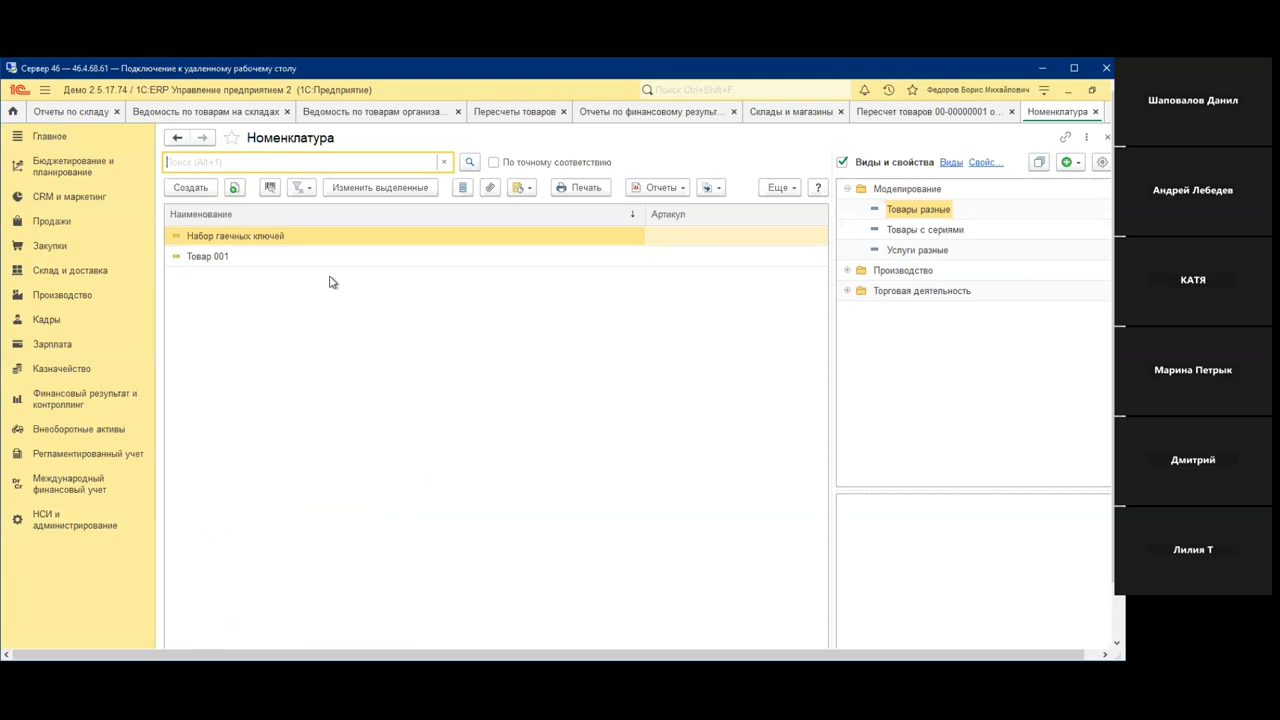 Сервер 46 — 46.4.68.61 — Подключение к удаленному рабочему столу
1С Демо 2.5.17.74 / 1С:ERP Управление предприятием 2 (1С:Предприятие) Поиск Ctrl+Shift+F Федоров Борис Михайлович
Отчеты по складу × Ведомость по товарам на складах × Ведомость по товарам организа... × Пересчеты товаров × Отчеты по финансовому результ... × Склады и магазины × Пересчет товаров 00-00000001 о... × Номенклатура ×
Главное
Бюджетирование и
планирование
CRM и маркетинг
Продажи
Закупки
Склад и доставка
Производство
Кадры
Зарплата
Казначейство
Финансовый результат и
контроллинг
Внеоборотные активы
Регламентированный учет
Международный
финансовый учет
НСИ и
администрирование
Номенклатура
Поиск (Alt+1) × По точному соответствию
Создать Изменить выделенные Печать Отчеты Еще ?
Наименование ↓ Артикул
Набор гаечных ключей
Товар 001
Виды и свойства Виды Свойс...
Моделирование
Товары разные
Товары с сериями
Услуги разные
Производство
Торговая деятельность
Шаповалов Данил
Андрей Лебедев
КАТЯ
Марина Петрык
Дмитрий
Лилия Т